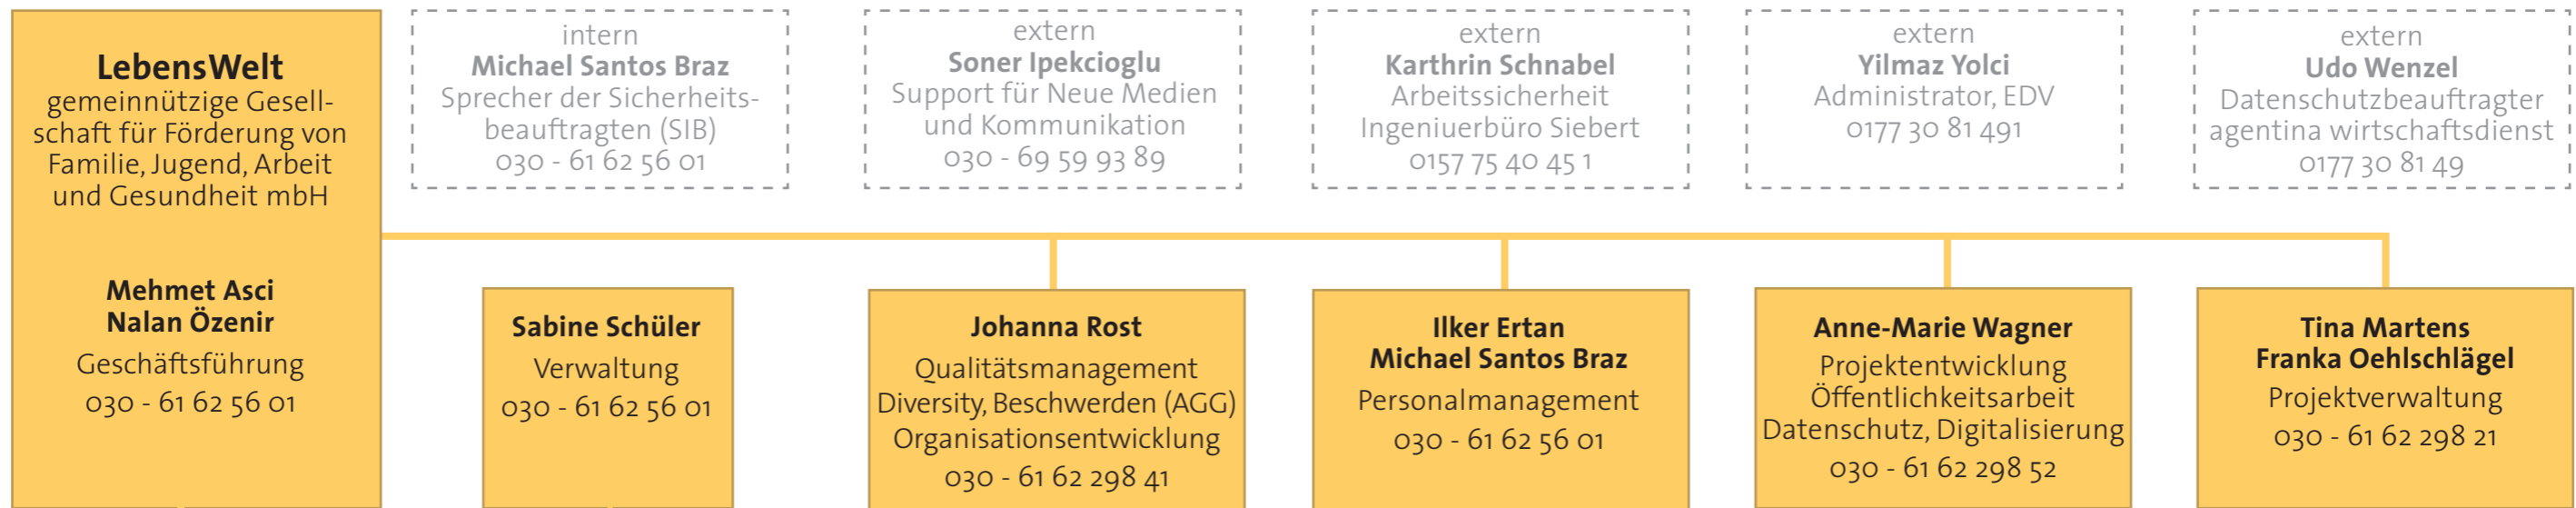 LebensWelt
gemeinnützige Gesell-
schaft für Förderung von
Familie, Jugend, Arbeit
und Gesundheit mbH
Mehmet Asci
Nalan Özenir
Geschäftsführung
030 - 61 62 56 01
intern
Michael Santos Braz
Sprecher der Sicherheits-
beauftragten (SIB)
030 - 61 62 56 01
extern
Soner Ipekcioglu
Support für Neue Medien
und Kommunikation
030 - 69 59 93 89
extern
Karthrin Schnabel
Arbeitssicherheit
Ingeniuerbüro Siebert
0157 75 40 45 1
extern
Yilmaz Yolci
Administrator, EDV
0177 30 81 491
extern
Udo Wenzel
Datenschutzbeauftragter
agentina wirtschaftsdienst
0177 30 81 49
Sabine Schüler
Verwaltung
030 - 61 62 56 01
Johanna Rost
Qualitätsmanagement
Diversity, Beschwerden (AGG)
Organisationsentwicklung
030 - 61 62 298 41
Ilker Ertan
Michael Santos Braz
Personalmanagement
030 - 61 62 56 01
Anne-Marie Wagner
Projektentwicklung
Öffentlichkeitsarbeit
Datenschutz, Digitalisierung
030 - 61 62 298 52
Tina Martens
Franka Oehlschlägel
Projektverwaltung
030 - 61 62 298 21